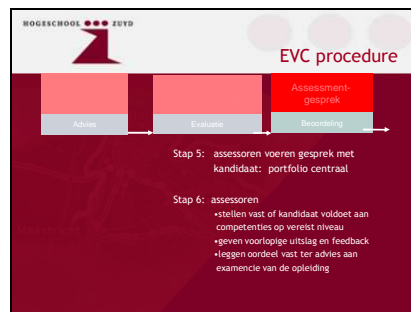 HOGESCHOOL ZUYD
EVC procedure
Assessment-
gesprek
Advies
Evaluatie
Beoordeling
Stap 5: assessoren voeren gesprek met
kandidaat: portfolio centraal
Stap 6: assessoren
•stellen vast of kandidaat voldoet aan
competenties op vereist niveau
•geven voorlopige uitslag en feedback
•leggen oordeel vast ter advies aan
examencie van de opleiding